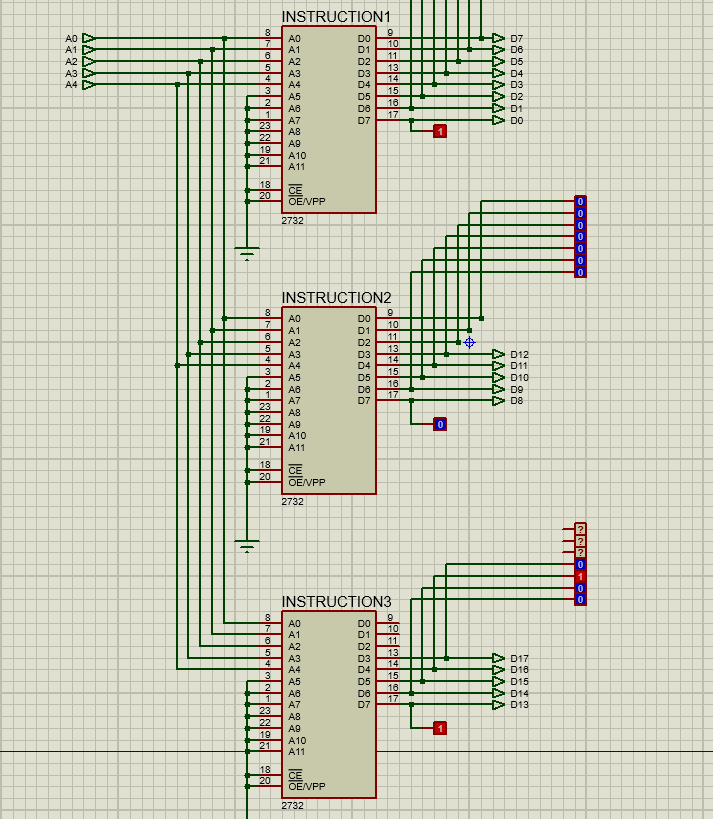 INSTRUCTION1
A0 8 A0 D0 9 D7
A1 7 A1 D1 10 D6
A2 6 A2 D2 11 D5
A3 5 A3 D3 13 D4
A4 4 A4 D4 14 D3
3 A5 D5 15 D2
2 A6 D6 16 D1
1 A7 D7 17 D0
23 A8 1
22 A9
19 A10
21 A11
18 CE
20 OE/VPP
2732
0
0
0
0
0
0
0
INSTRUCTION2
8 A0 D0 9
7 A1 D1 10
6 A2 D2 11
5 A3 D3 13 D12
4 A4 D4 14 D11
3 A5 D5 15 D10
2 A6 D6 16 D9
1 A7 D7 17 D8
23 A8
22 A9 0
19 A10
21 A11
18 CE
20 OE/VPP
2732
?
?
?
0
1
0
0
INSTRUCTION3
8 A0 D0 9
7 A1 D1 10
6 A2 D2 11
5 A3 D3 13 D17
4 A4 D4 14 D16
3 A5 D5 15 D15
2 A6 D6 16 D14
1 A7 D7 17 D13
23 A8
22 A9 1
19 A10
21 A11
18 CE
20 OE/VPP
2732